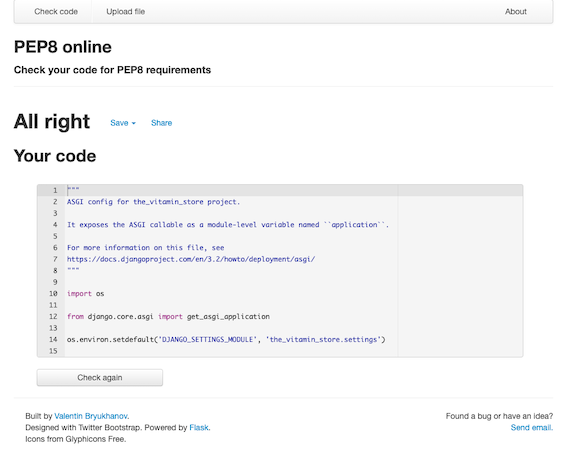 Check code Upload file About
PEP8 online
Check your code for PEP8 requirements
All right Save Share
Your code
1 """
2 ASGI config for the_vitamin_store project.
3
4 It exposes the ASGI callable as a module-level variable named ``application``.
5
6 For more information on this file, see
7 https://docs.djangoproject.com/en/3.2/howto/deployment/asgi/
8 """
9
10 import os
11
12 from django.core.asgi import get_asgi_application
13
14 os.environ.setdefault('DJANGO_SETTINGS_MODULE', 'the_vitamin_store.settings')
15
Check again
Built by Valentin Bryukhanov. Found a bug or have an idea?
Designed with Twitter Bootstrap. Powered by Flask. Send email.
Icons from Glyphicons Free.